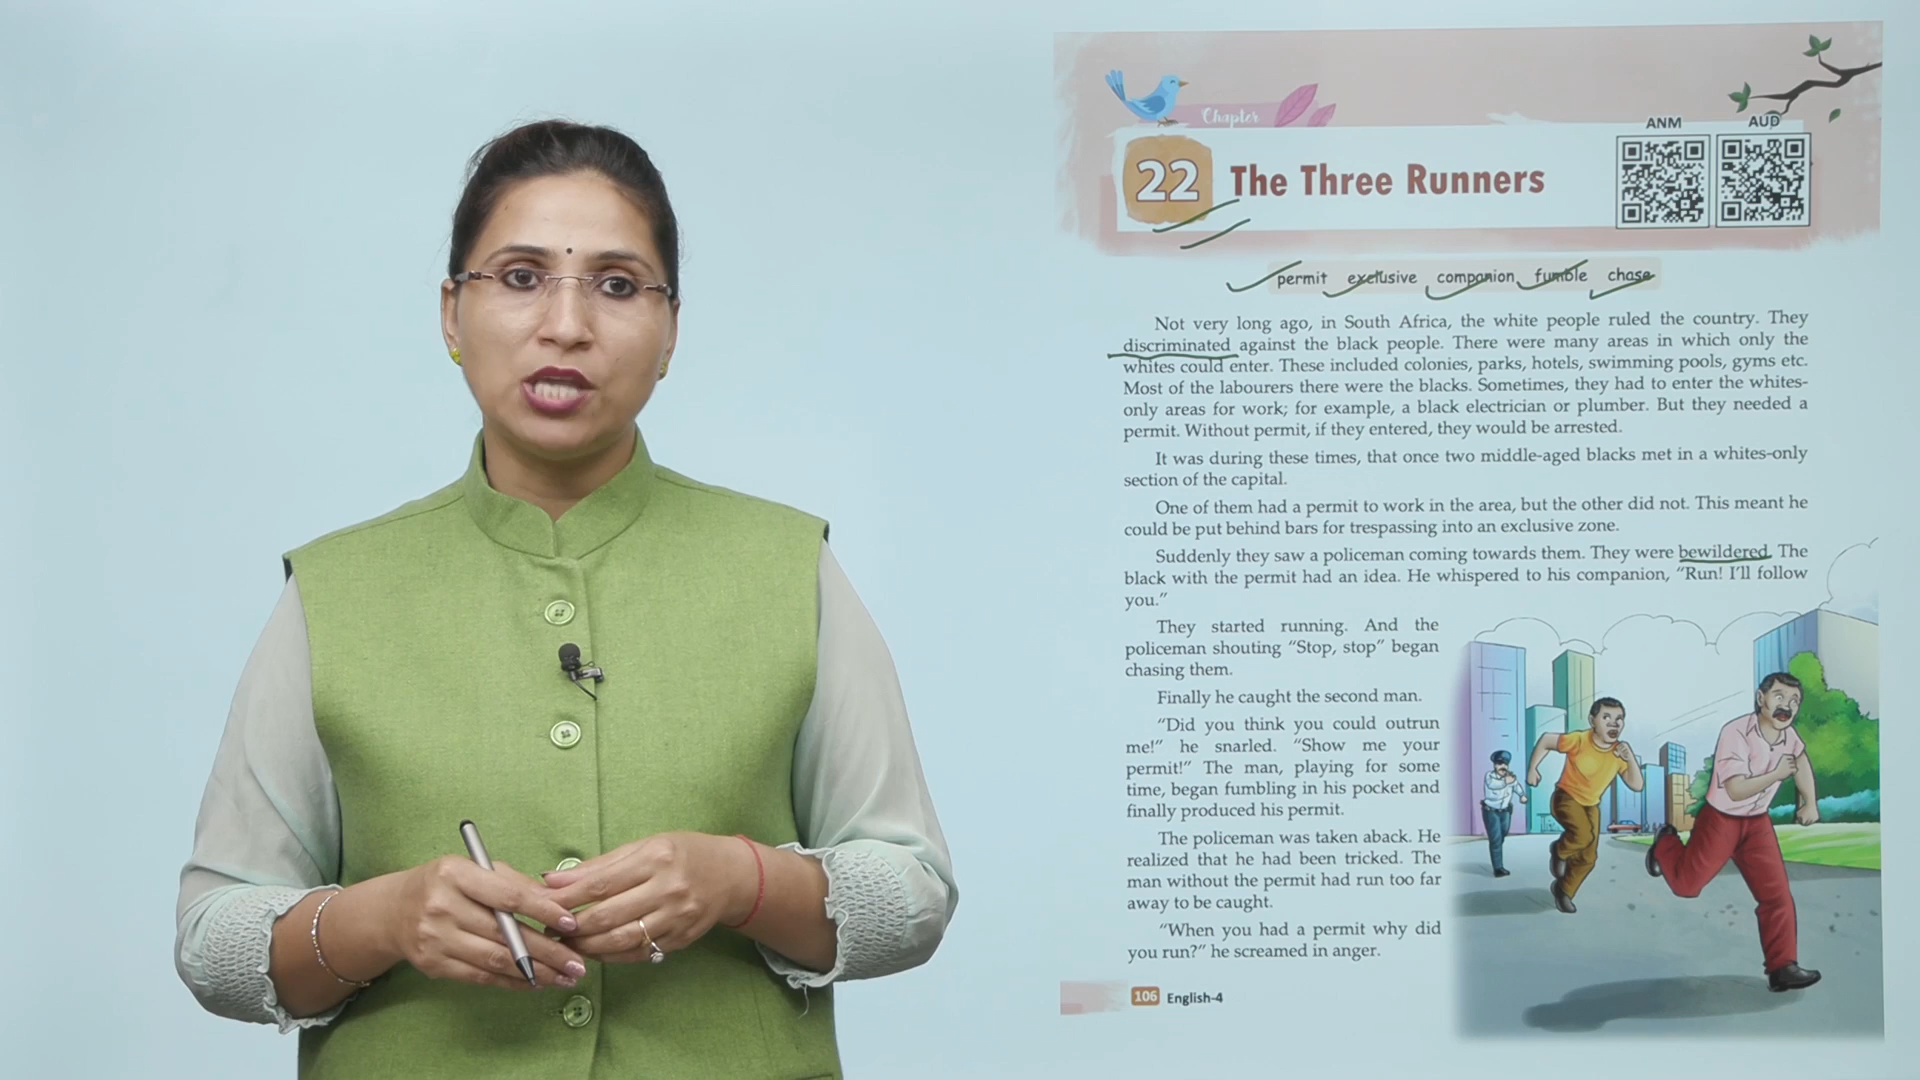 Chapter
22 The Three Runners
ANM AUD
permit exclusive companion fumble chase
Not very long ago, in South Africa, the white people ruled the country. They
discriminated against the black people. There were many areas in which only the
whites could enter. These included colonies, parks, hotels, swimming pools, gyms etc.
Most of the labourers there were the blacks. Sometimes, they had to enter the whites-
only areas for work; for example, a black electrician or plumber. But they needed a
permit. Without permit, if they entered, they would be arrested.
It was during these times, that once two middle-aged blacks met in a whites-only
section of the capital.
One of them had a permit to work in the area, but the other did not. This meant he
could be put behind bars for trespassing into an exclusive zone.
Suddenly they saw a policeman coming towards them. They were bewildered. The
black with the permit had an idea. He whispered to his companion, "Run! I'll follow
you."
They started running. And the
policeman shouting "Stop, stop" began
chasing them.
Finally he caught the second man.
"Did you think you could outrun
me!" he snarled. "Show me your
permit!" The man, playing for some
time, began fumbling in his pocket and
finally produced his permit.
The policeman was taken aback. He
realized that he had been tricked. The
man without the permit had run too far
away to be caught.
"When you had a permit why did
you run?" he screamed in anger.
106 English-4